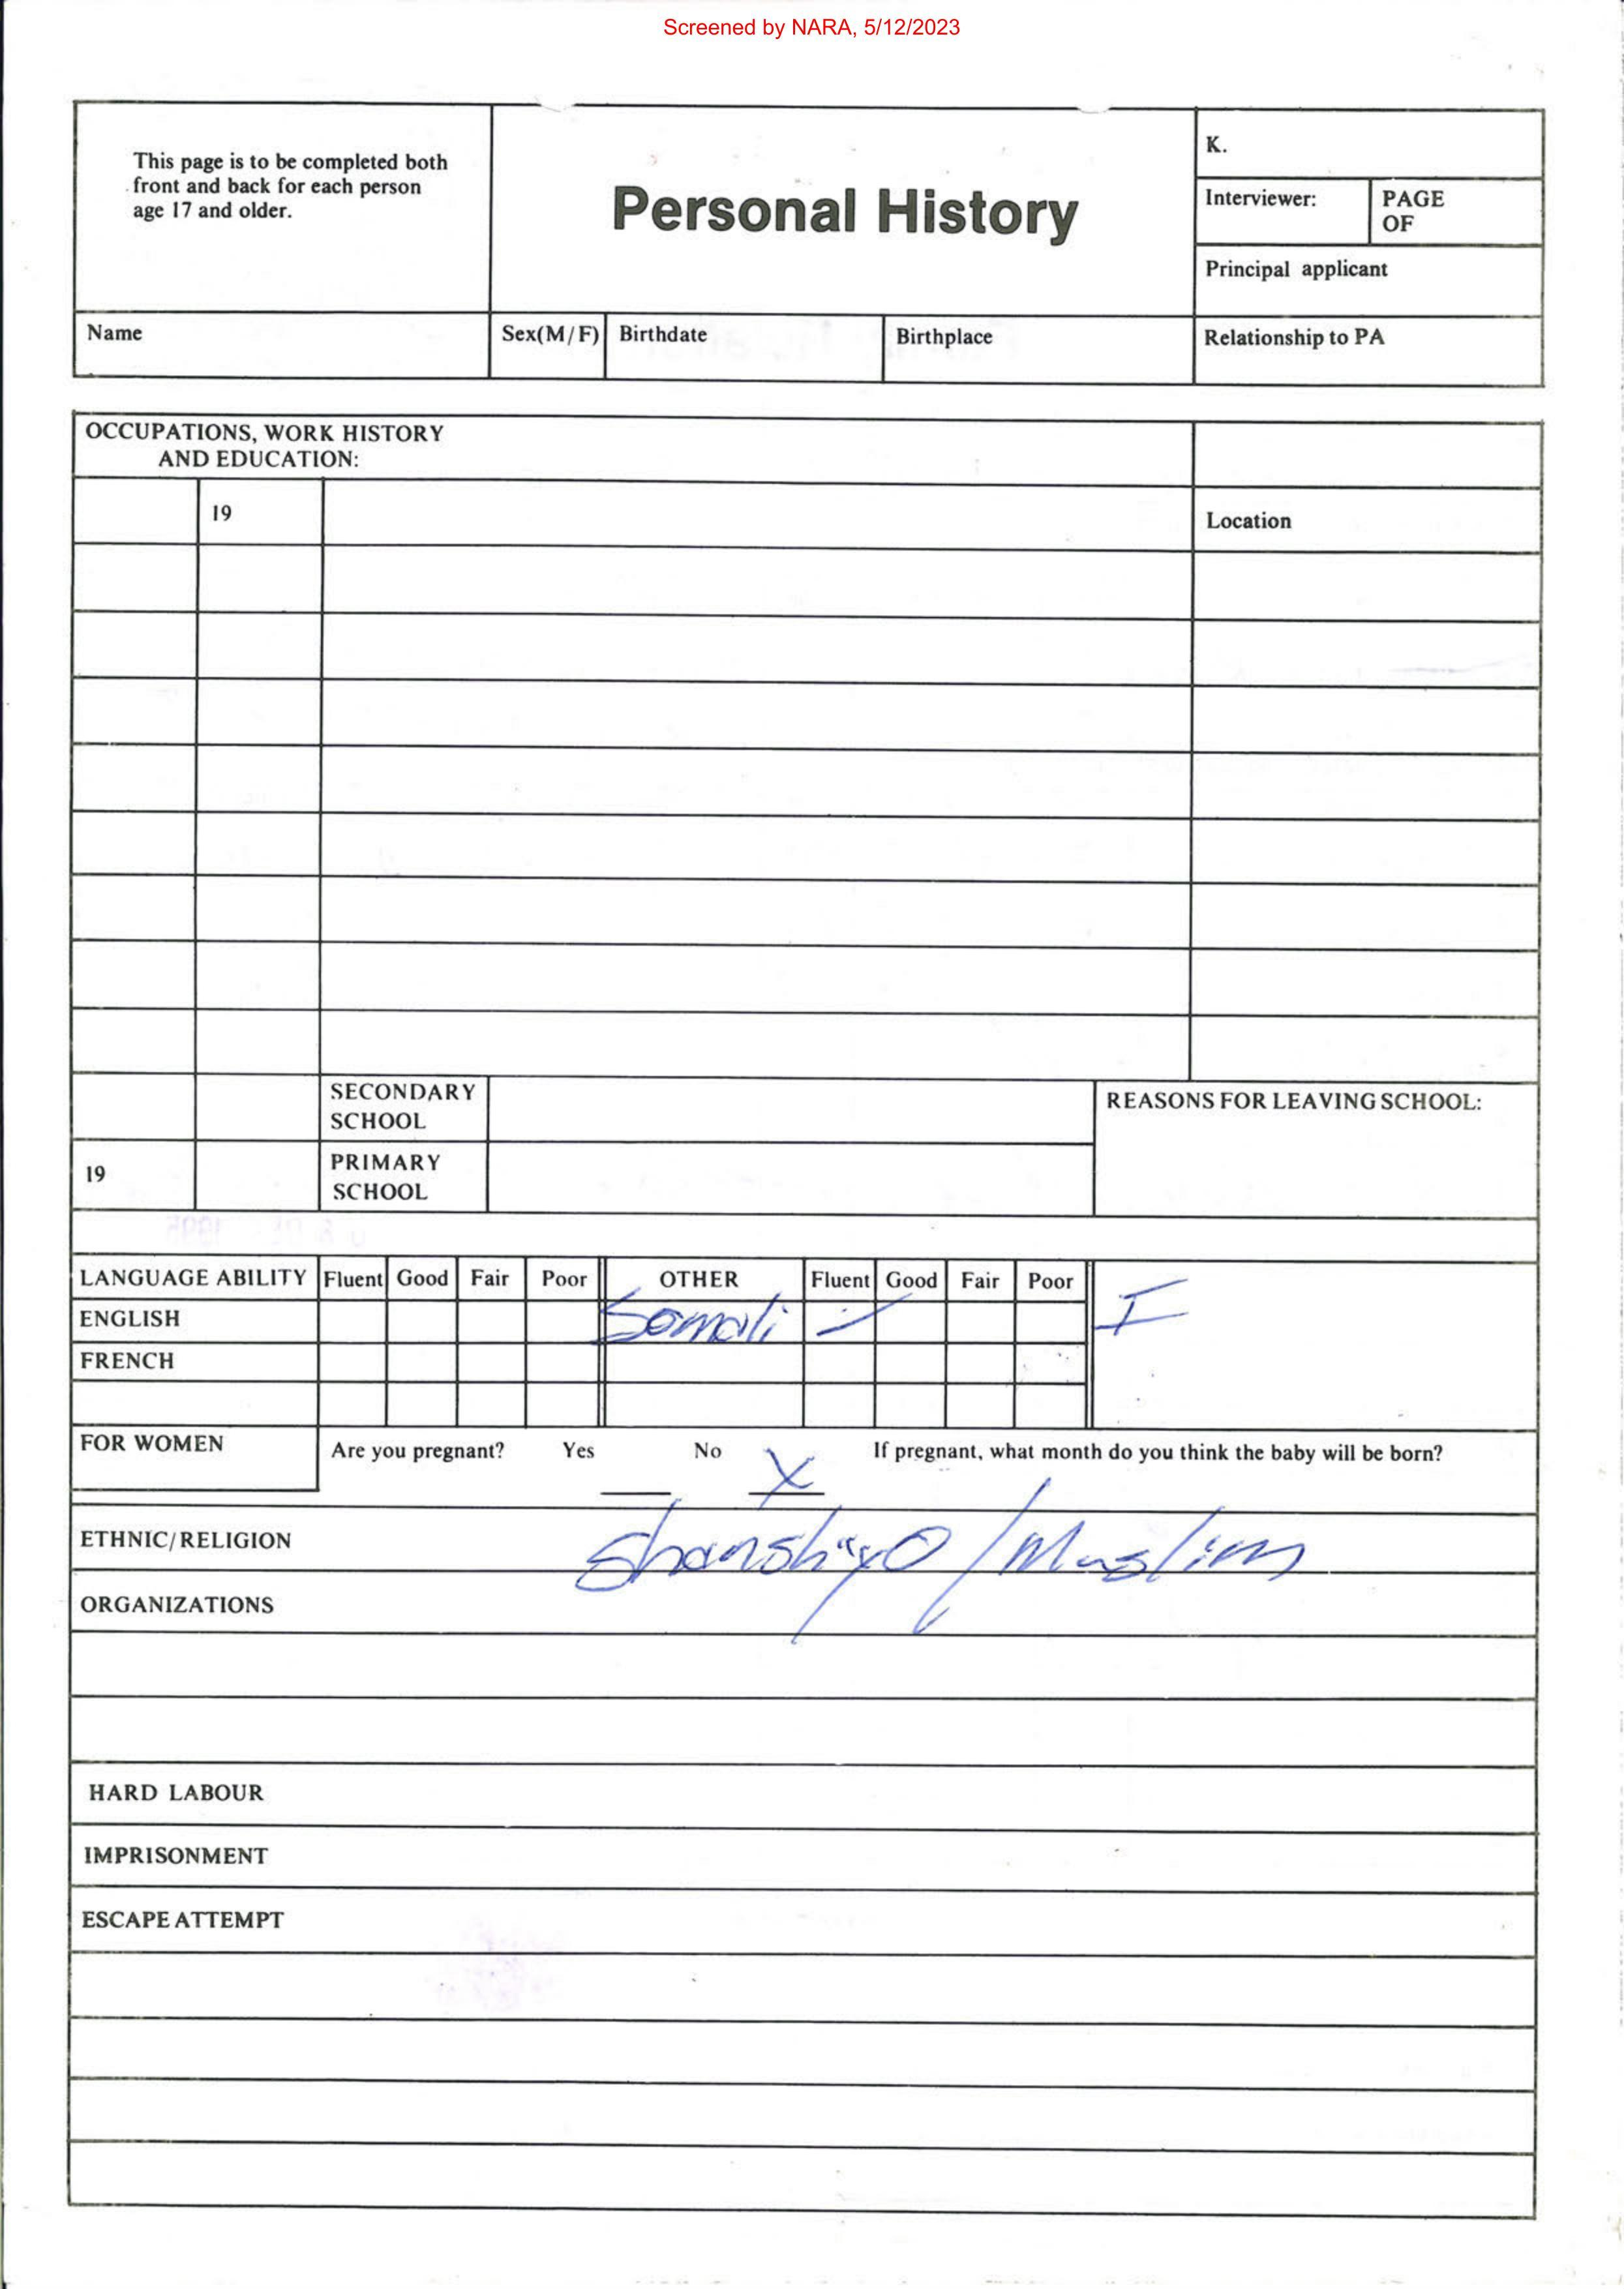 Screened by NARA, 5/12/2023
This page is to be completed both
front and back for each person
age 17 and older.
Personal History
K.
Interviewer:
PAGE
OF
Principal applicant
Name
Sex(M/F)
Birthdate
Birthplace
Relationship to PA
OCCUPATIONS, WORK HISTORY
AND EDUCATION:
19
Location
SECONDARY
SCHOOL
REASONS FOR LEAVING SCHOOL:
19
PRIMARY
SCHOOL
LANGUAGE ABILITY Fluent Good Fair Poor OTHER Fluent Good Fair Poor
ENGLISH Somali I
FRENCH
FOR WOMEN Are you pregnant? Yes No X If pregnant, what month do you think the baby will be born?
ETHNIC/RELIGION /Muslim
ORGANIZATIONS
HARD LABOUR
IMPRISONMENT
ESCAPE ATTEMPT